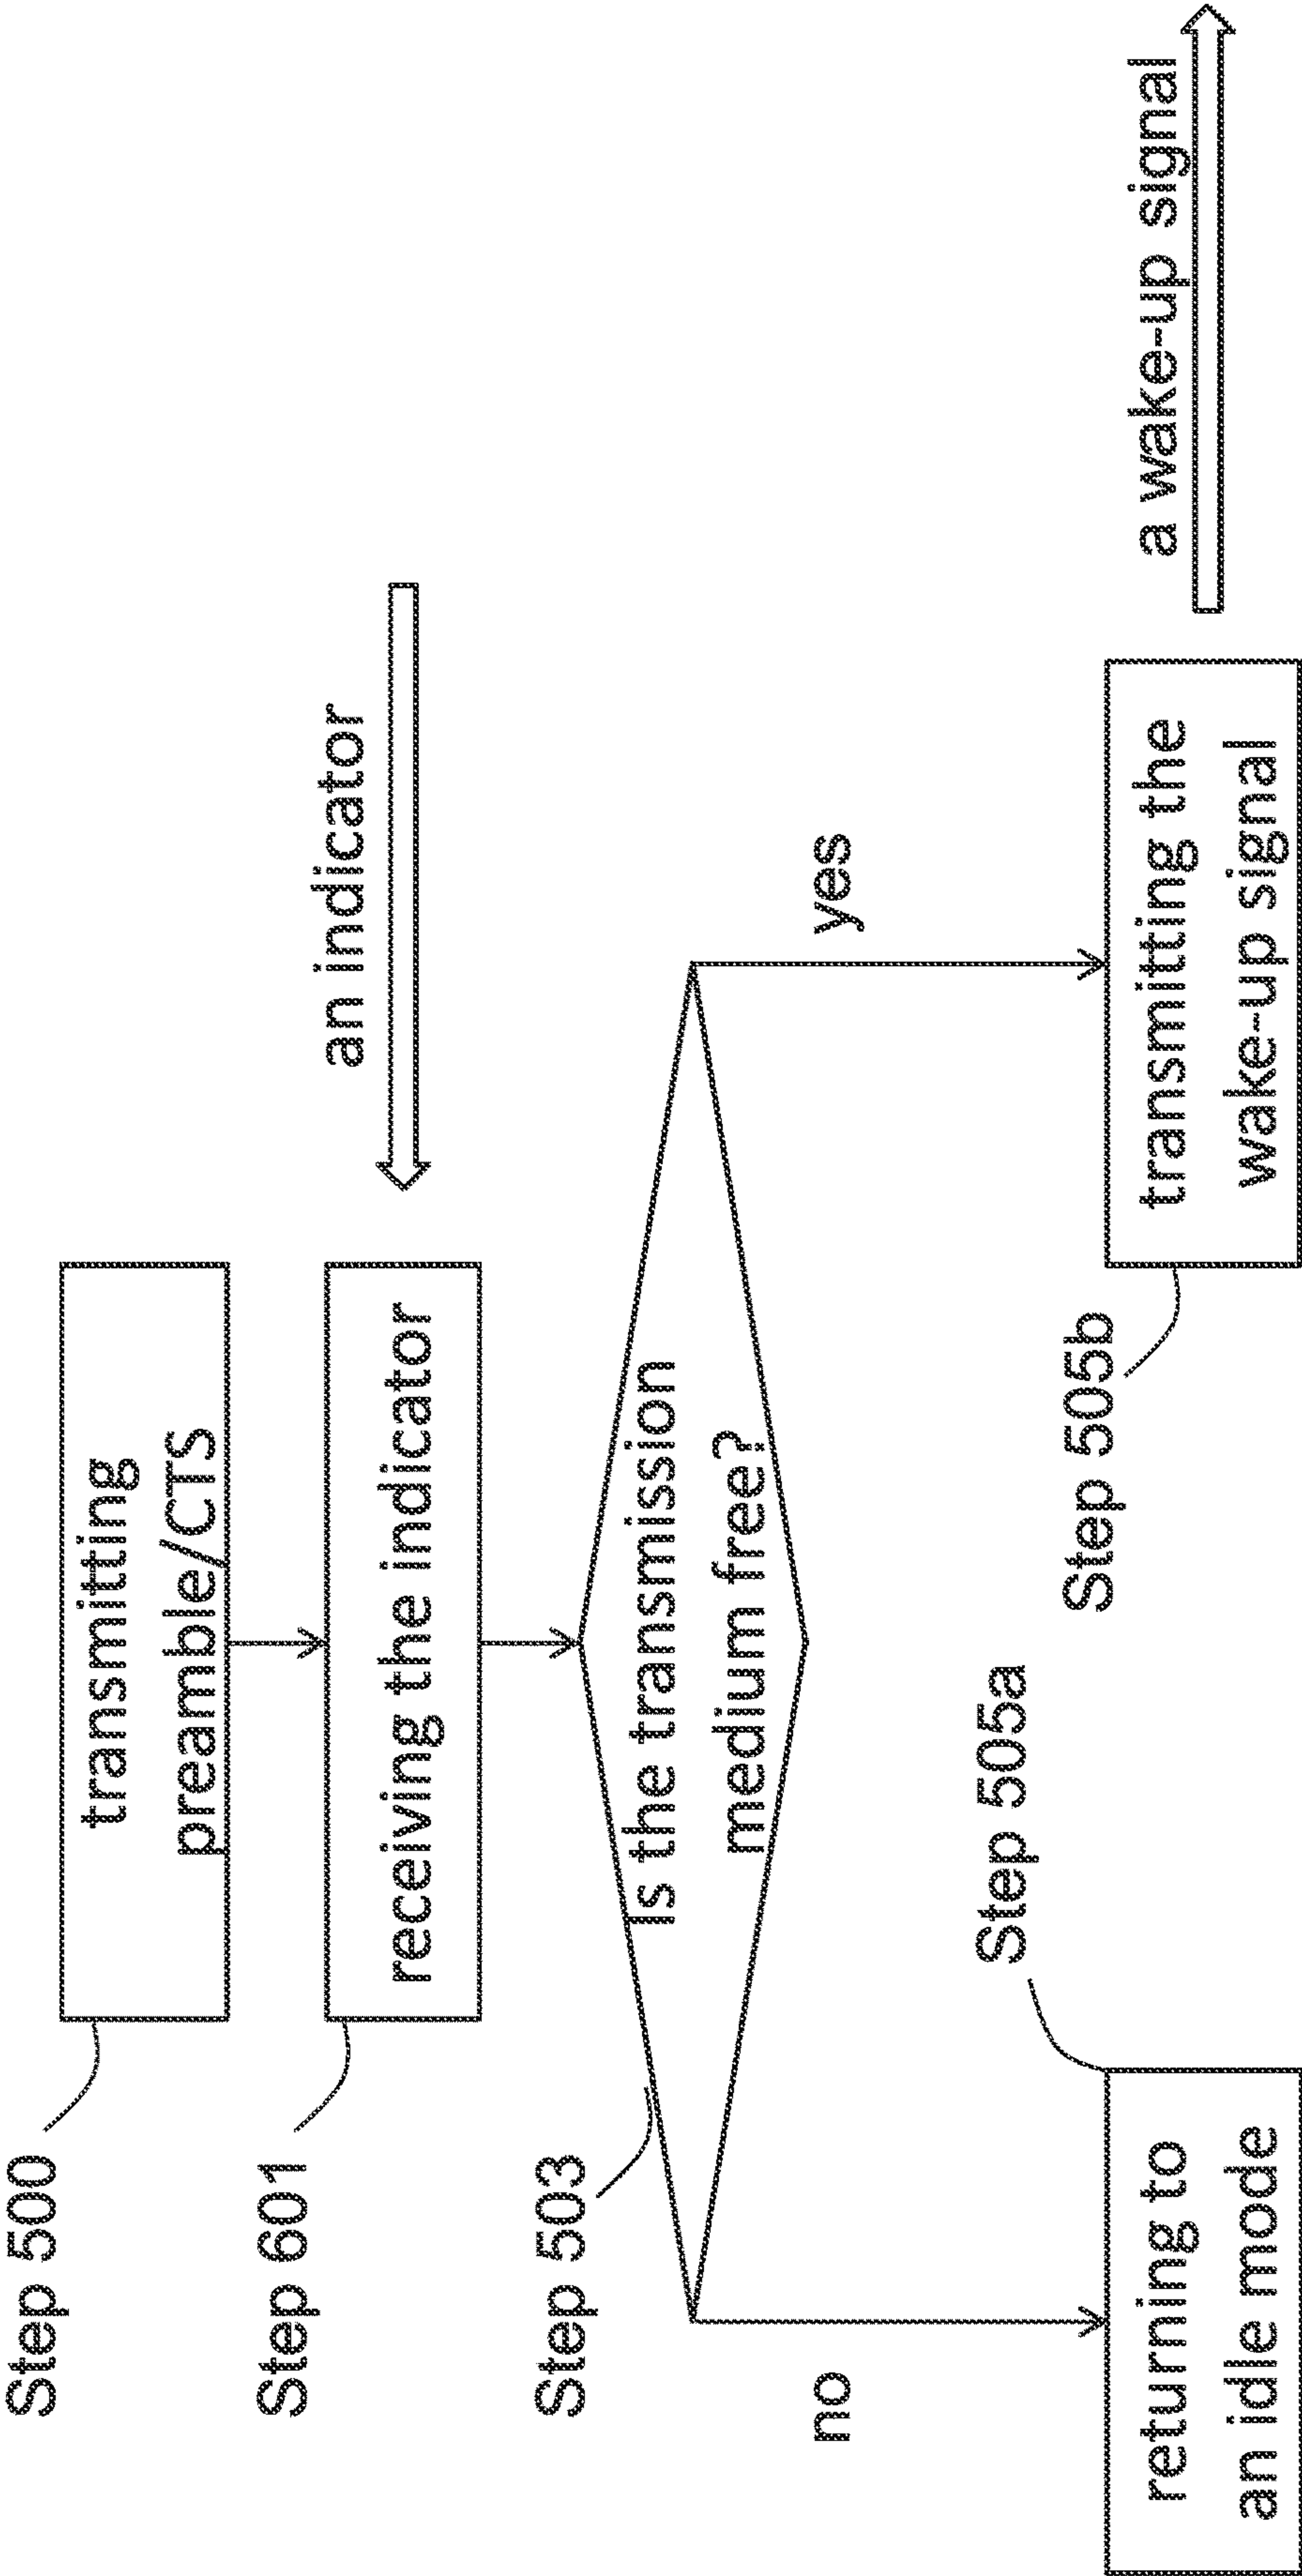 Step 500
transmitting
preamble/CTS
Step 601
receiving the indicator
an indicator
Step 503
Is the transmission
medium free?
no
yes
Step 505a
returning to
an idle mode
Step 505b
transmitting the
wake-up signal
a wake-up signal